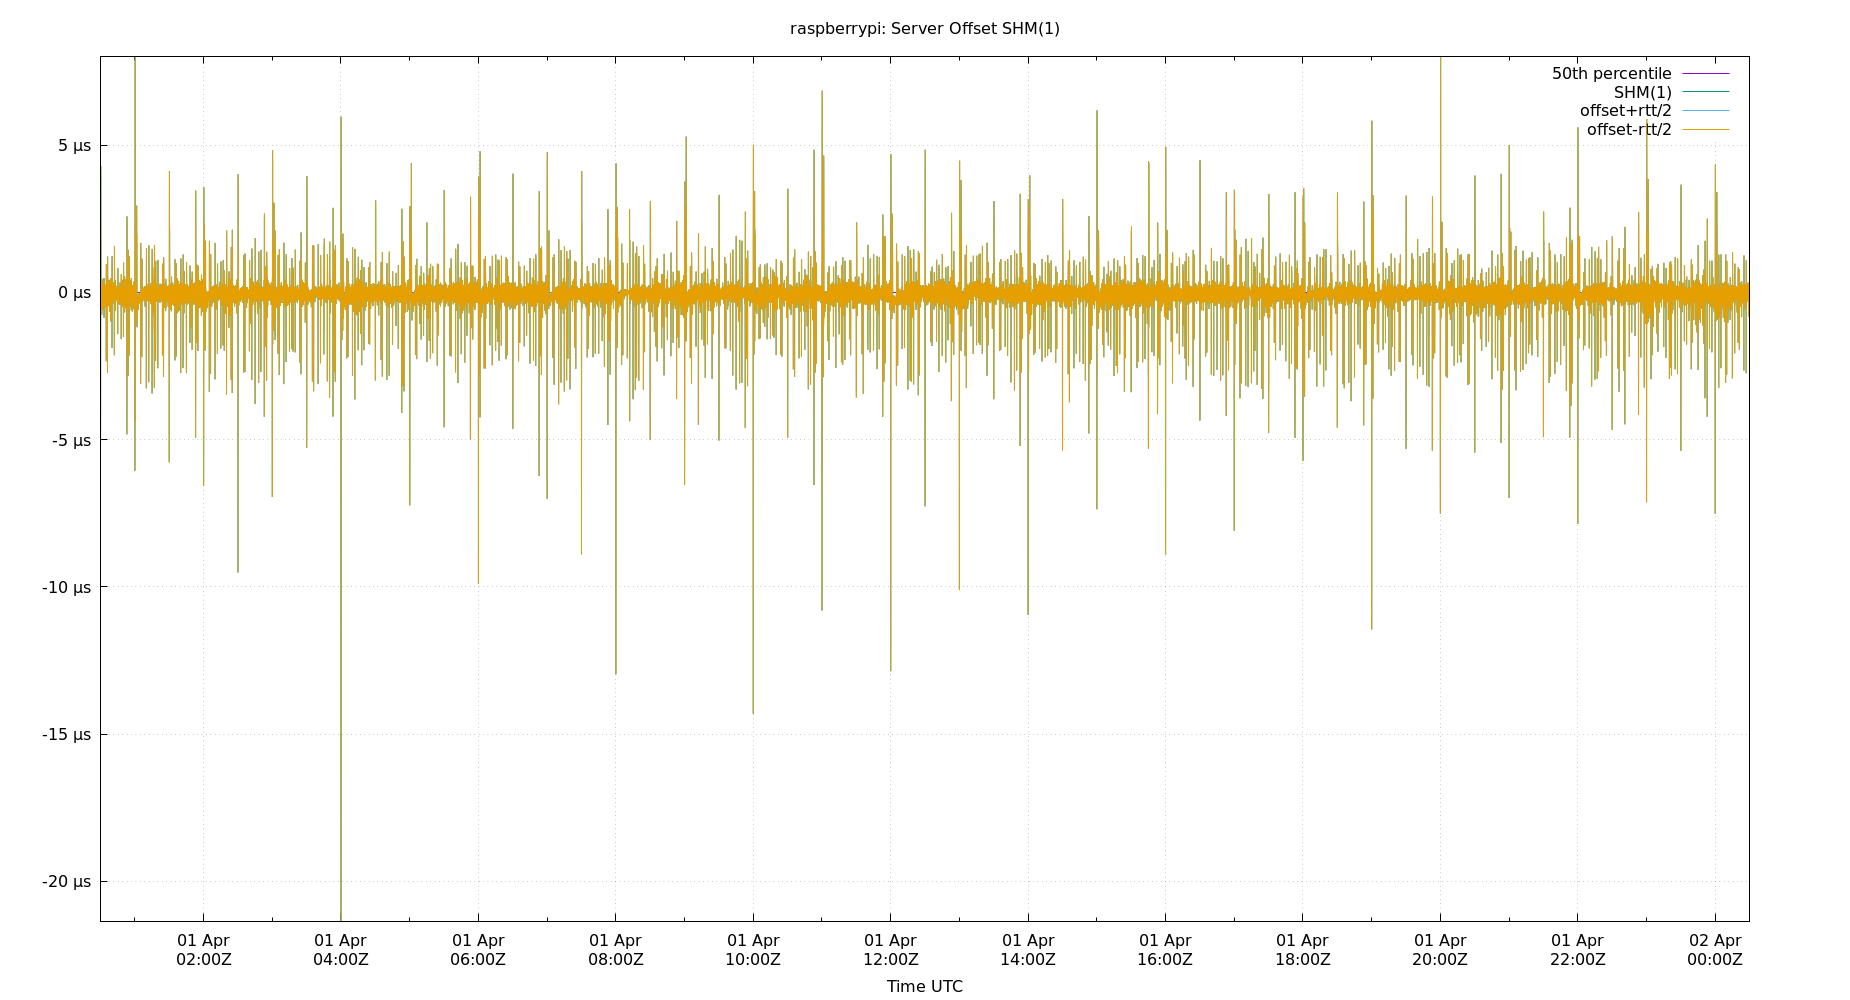 raspberrypi: Server Offset SHM(1)
50th percentile
SHM(1)
offset+rtt/2
offset-rtt/2
5 µs
0 µs
-5 µs
-10 µs
-15 µs
-20 µs
01 Apr 01 Apr 01 Apr 01 Apr 01 Apr 01 Apr 01 Apr 01 Apr 01 Apr 01 Apr 01 Apr 02 Apr
02:00Z 04:00Z 06:00Z 08:00Z 10:00Z 12:00Z 14:00Z 16:00Z 18:00Z 20:00Z 22:00Z 00:00Z
Time UTC